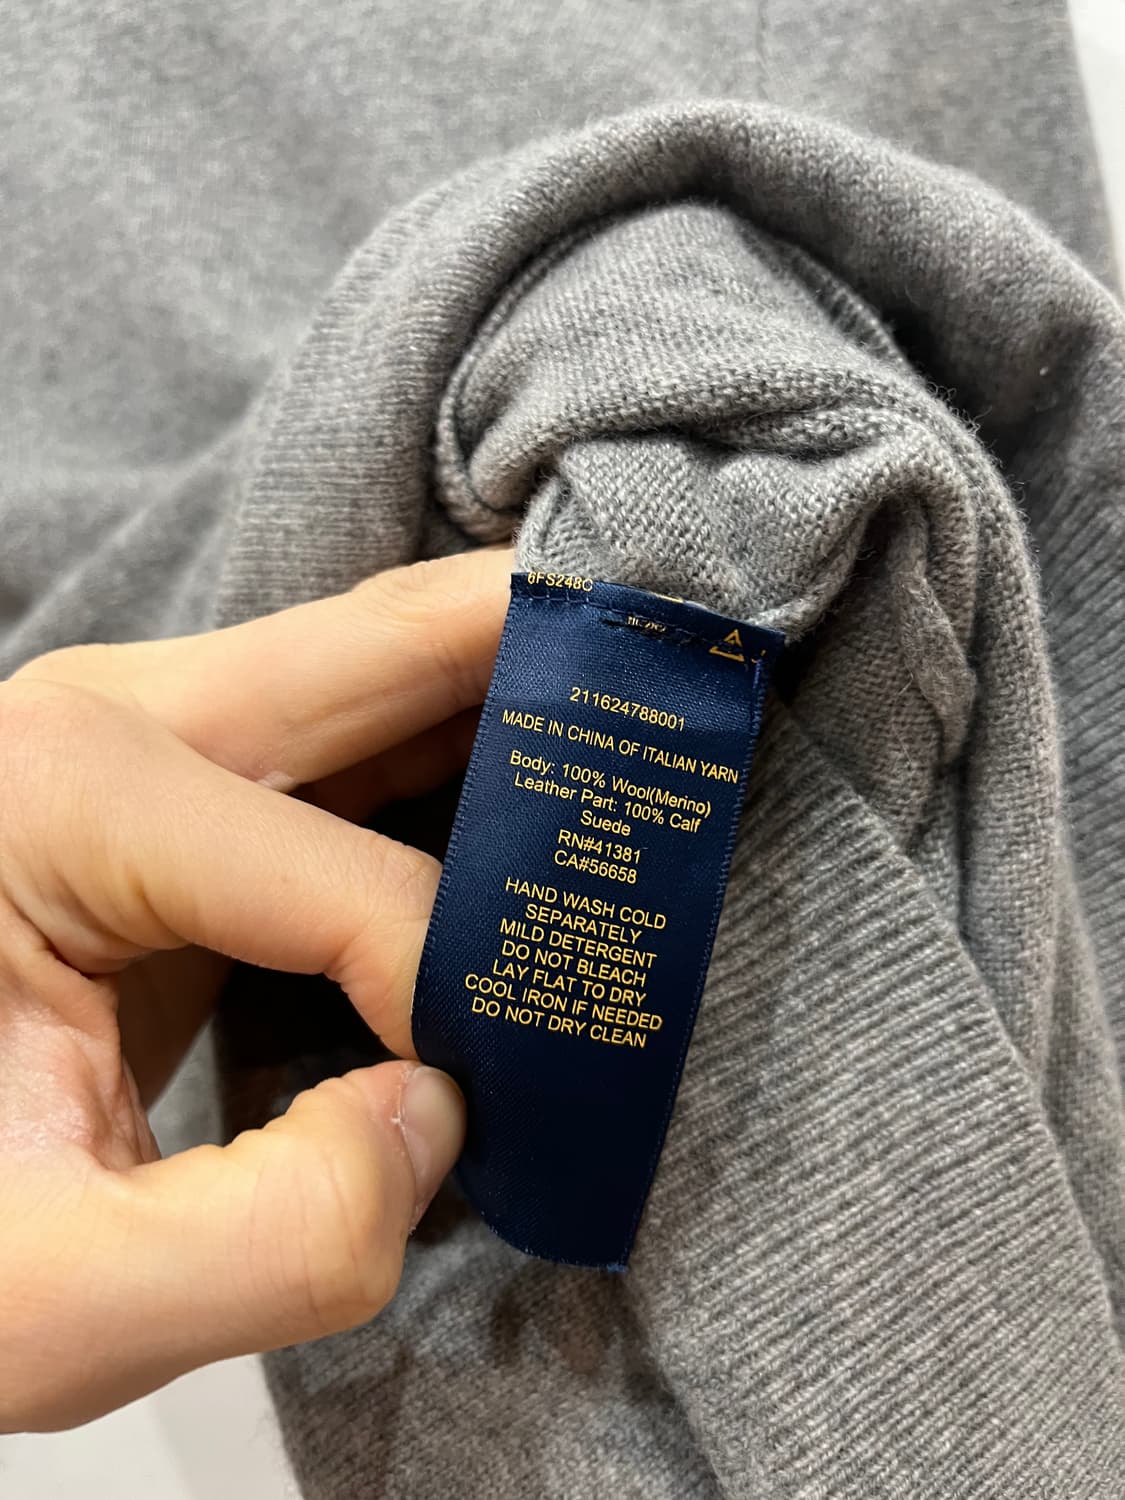 6FS248C
211624788001
MADE IN CHINA OF ITALIAN YARN
Body: 100% Wool(Merino)
Leather Part: 100% Calf
Suede
RN#41381
CA#56658
HAND WASH COLD
SEPARATELY
MILD DETERGENT
DO NOT BLEACH
LAY FLAT TO DRY
COOL IRON IF NEEDED
DO NOT DRY CLEAN